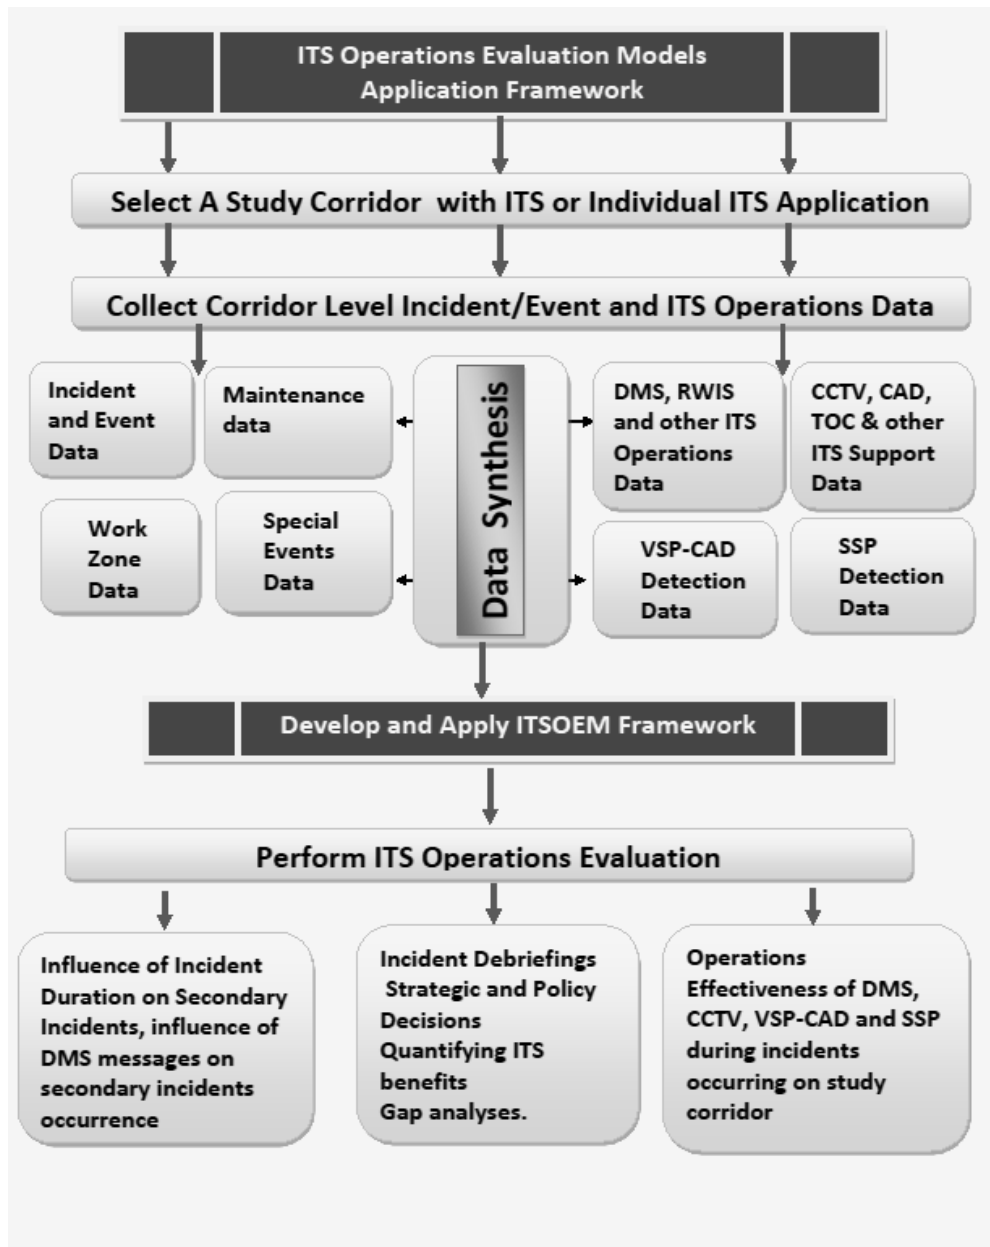 ITS Operations Evaluation Models
Application Framework
Select A Study Corridor with ITS or Individual ITS Application
Collect Corridor Level Incident/Event and ITS Operations Data
Incident
and Event
Data
Maintenance
data
Work
Zone
Data
Special
Events
Data
Data Synthesis
DMS, RWIS
and other ITS
Operations
Data
CCTV, CAD,
TOC & other
ITS Support
Data
VSP-CAD
Detection
Data
SSP
Detection
Data
Develop and Apply ITSOEM Framework
Perform ITS Operations Evaluation
Influence of Incident
Duration on Secondary
Incidents, influence of
DMS messages on
secondary incidents
occurrence
Incident Debriefings
Strategic and Policy
Decisions
Quantifying ITS
benefits
Gap analyses.
Operations
Effectiveness of DMS,
CCTV, VSP-CAD and SSP
during incidents
occurring on study
corridor